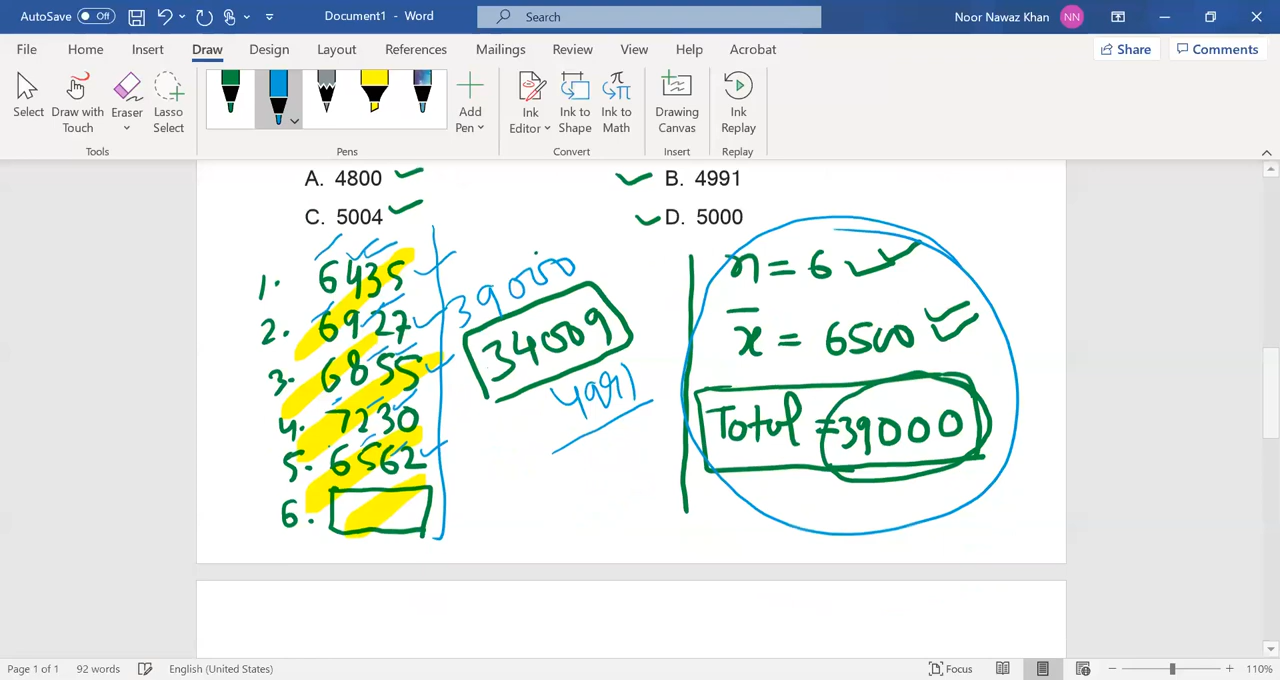 AutoSave Off Document1 - Word Search Noor Nawaz Khan NN
File Home Insert Draw Design Layout References Mailings Review View Help Acrobat Share Comments
Select Draw with Touch Eraser Lasso Select Add Pen Ink Editor Ink to Shape Ink to Math Drawing Canvas Ink Replay
Tools Pens Convert Insert Replay
A. 4800 B. 4991
C. 5004 D. 5000
1. 6435
2. 6927
3. 6855
4. 7230
5. 6562
6.
39000
34009
4991
n = 6
x̄ = 6500
Total = 39000
Page 1 of 1 92 words English (United States) Focus 110%